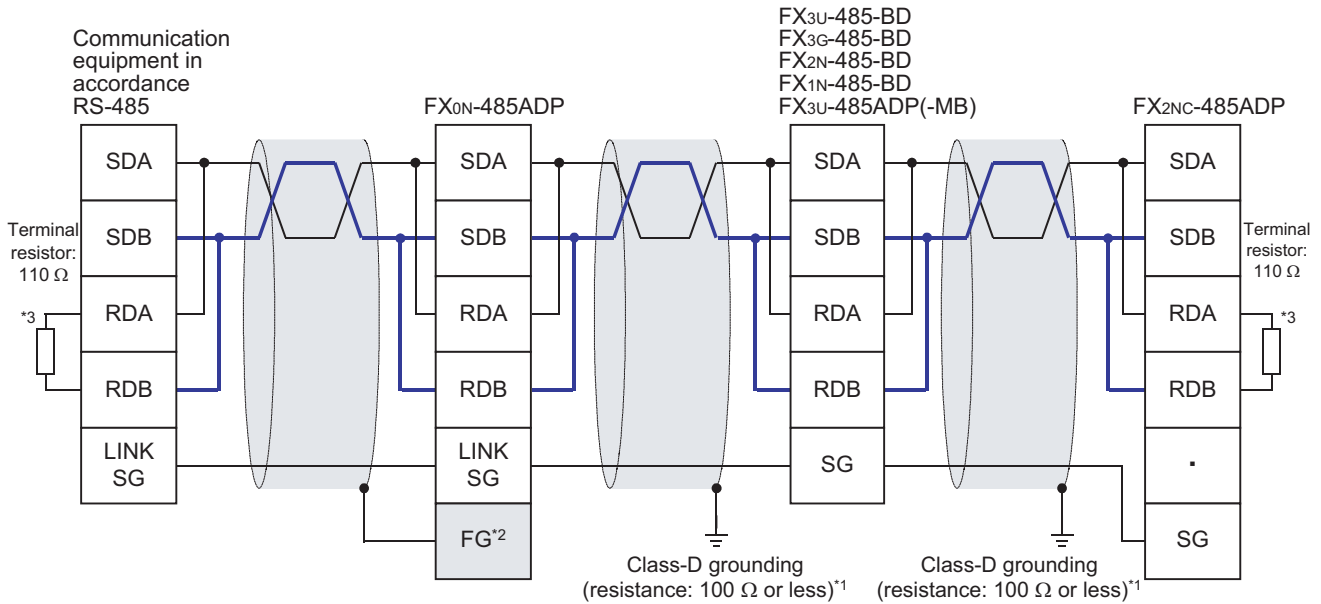 Communication
equipment in
accordance
RS-485
FX0N-485ADP
FX3U-485-BD
FX3G-485-BD
FX2N-485-BD
FX1N-485-BD
FX3U-485ADP(-MB)
FX2NC-485ADP
SDA
SDB
RDA
RDB
LINK
SG
Terminal
resistor:
110 Ω
*3
SDA
SDB
RDA
RDB
LINK
SG
FG*2
SDA
SDB
RDA
RDB
SG
SDA
SDB
RDA
RDB
.
SG
Terminal
resistor:
110 Ω
*3
Class-D grounding
(resistance: 100 Ω or less)*1
Class-D grounding
(resistance: 100 Ω or less)*1